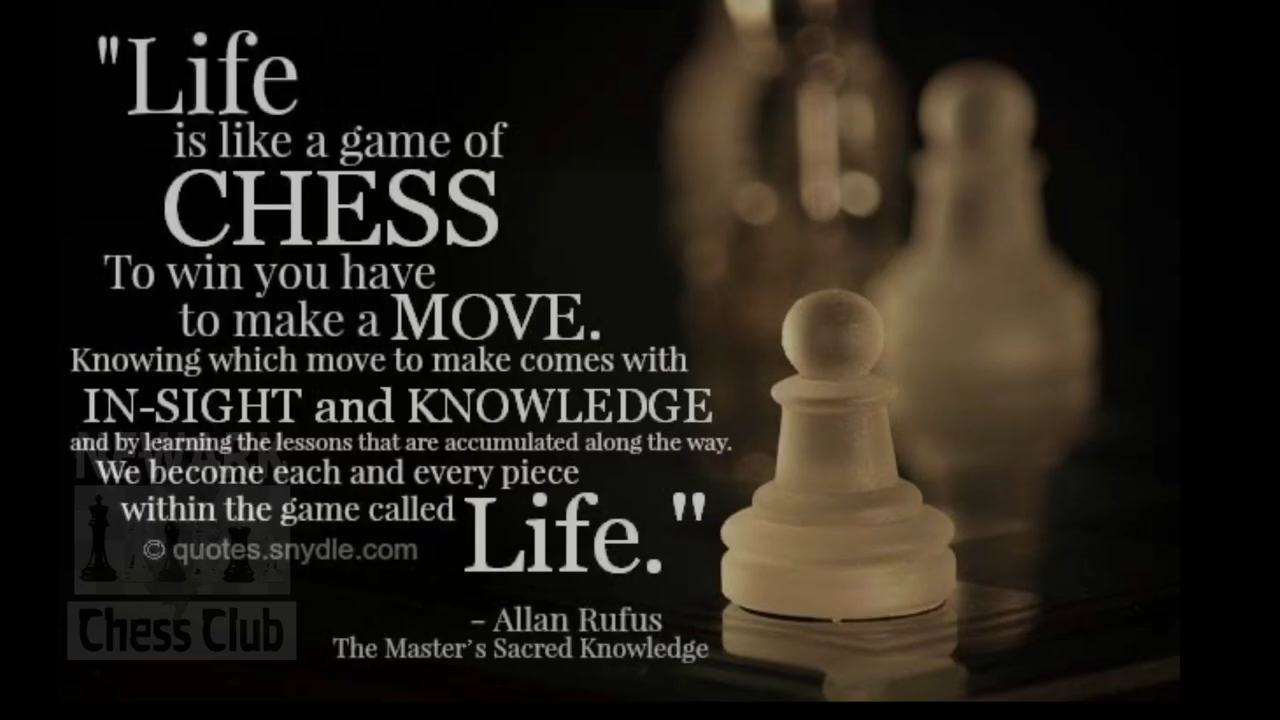 "Life
is like a game of
CHESS
To win you have
to make a MOVE.
Knowing which move to make comes with
IN-SIGHT and KNOWLEDGE
and by learning the lessons that are accumulated along the way.
We become each and every piece
within the game called Life."
© quotes.snydle.com
NEWARK
Chess Club
– Allan Rufus
The Master's Sacred Knowledge